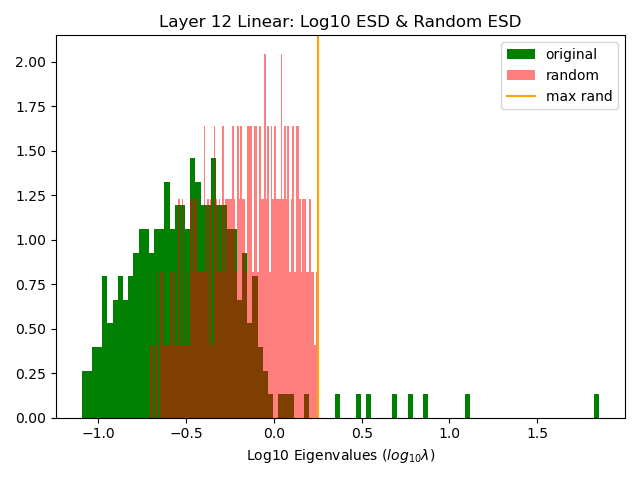 Layer 12 Linear: Log10 ESD & Random ESD
2.00
1.75
1.50
1.25
1.00
0.75
0.50
0.25
0.00
original
random
max rand
−1.0 −0.5 0.0 0.5 1.0 1.5
Log10 Eigenvalues (log₁₀λ)